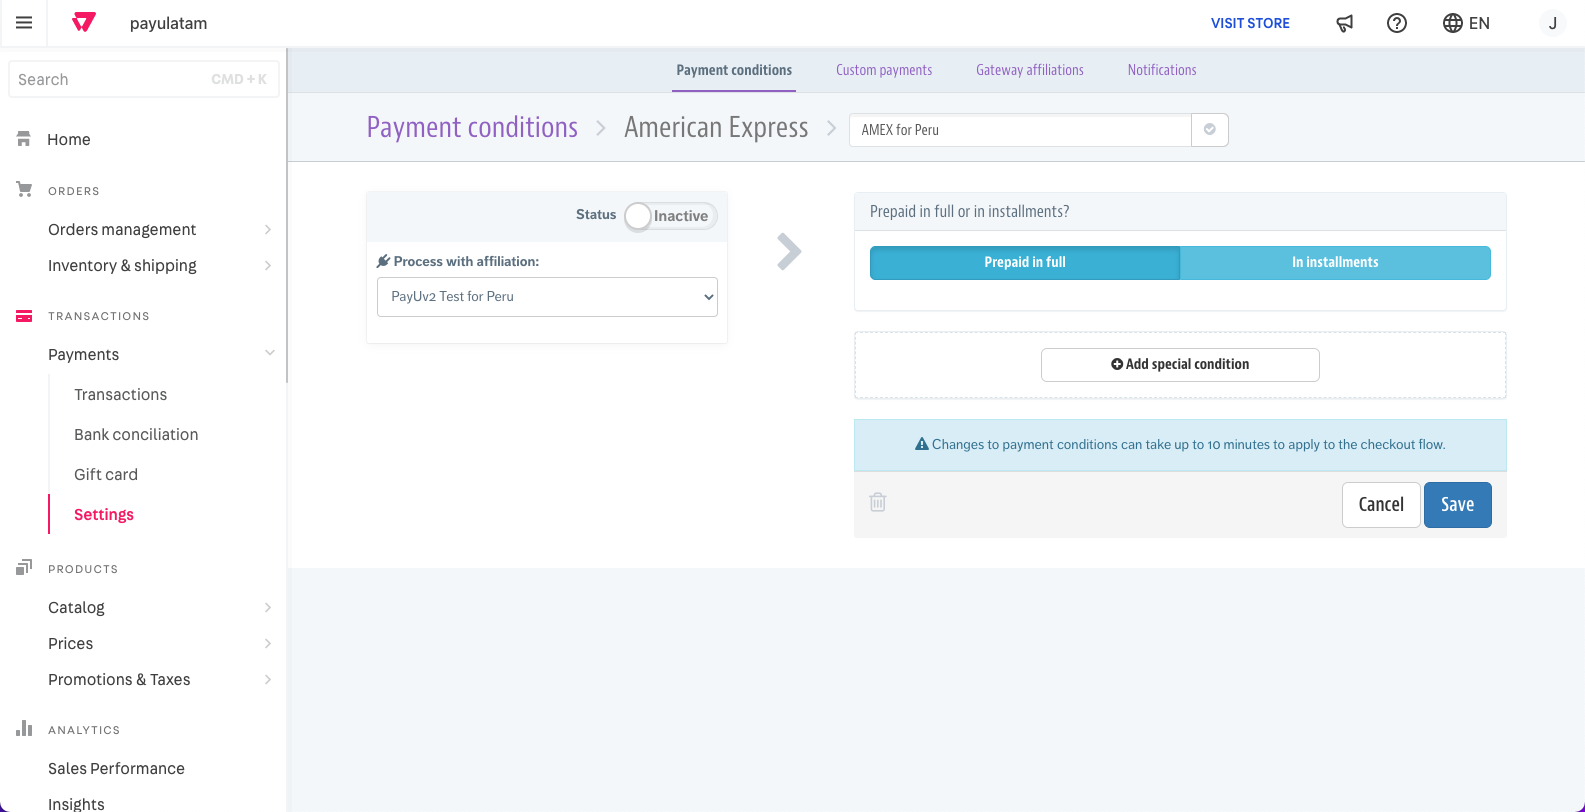 payulatam
VISIT STORE
EN
J
Search
CMD + K
Home
ORDERS
Orders management
Inventory & shipping
TRANSACTIONS
Payments
Transactions
Bank conciliation
Gift card
Settings
PRODUCTS
Catalog
Prices
Promotions & Taxes
ANALYTICS
Sales Performance
Insights
Payment conditions
Custom payments
Gateway affiliations
Notifications
Payment conditions
American Express
AMEX for Peru
Status
Inactive
Process with affiliation:
PayUv2 Test for Peru
Prepaid in full or in installments?
Prepaid in full
In installments
Add special condition
Changes to payment conditions can take up to 10 minutes to apply to the checkout flow.
Cancel
Save